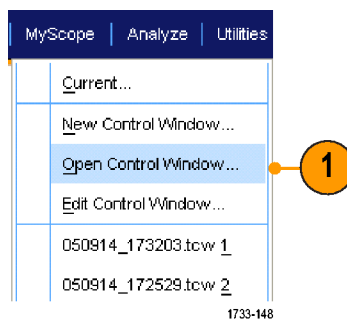 MyScope Analyze Utilities
Current...
New Control Window...
Open Control Window...
1
Edit Control Window...
050914_173203.tcw 1
050914_172529.tcw 2
1733-148